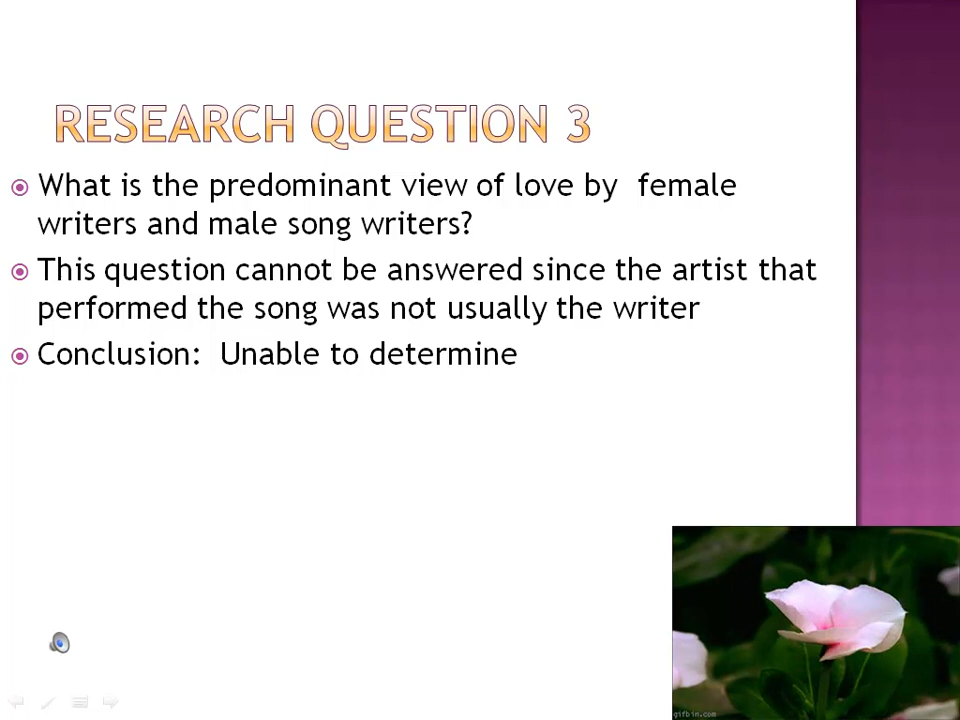 RESEARCH QUESTION 3
What is the predominant view of love by  female
writers and male song writers?
This question cannot be answered since the artist that
performed the song was not usually the writer
Conclusion:  Unable to determine
gifbin.com